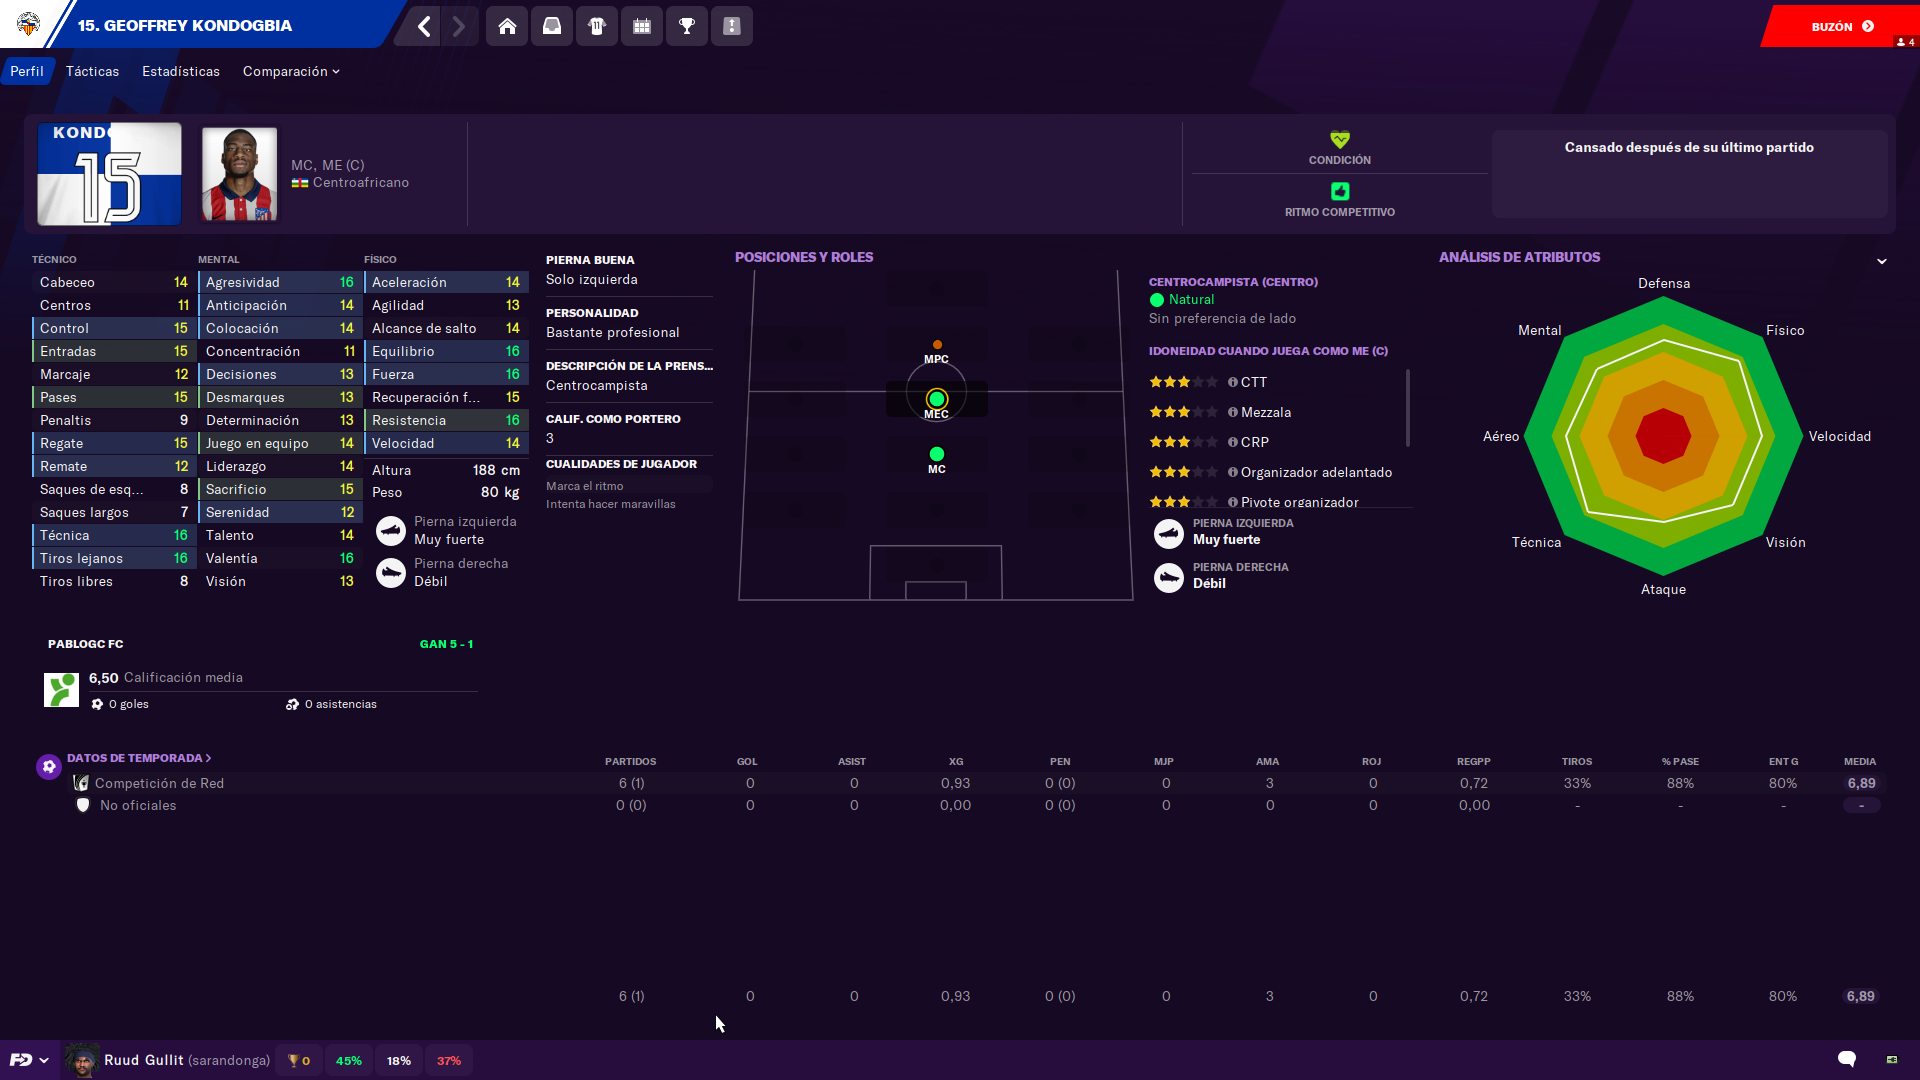 15. GEOFFREY KONDOGBIA
BUZÓN
4
Perfil
Tácticas
Estadísticas
Comparación
KONDO
15
MC, ME (C)
Centroafricano
CONDICIÓN
RITMO COMPETITIVO
Cansado después de su último partido
TÉCNICO
Cabeceo 14
Centros 11
Control 15
Entradas 15
Marcaje 12
Pases 15
Penaltis 9
Regate 15
Remate 12
Saques de esq... 8
Saques largos 7
Técnica 16
Tiros lejanos 16
Tiros libres 8
MENTAL
Agresividad 16
Anticipación 14
Colocación 14
Concentración 11
Decisiones 13
Desmarques 13
Determinación 13
Juego en equipo 14
Liderazgo 14
Sacrificio 15
Serenidad 12
Talento 14
Valentía 16
Visión 13
FÍSICO
Aceleración 14
Agilidad 13
Alcance de salto 14
Equilibrio 16
Fuerza 16
Recuperación f... 15
Resistencia 16
Velocidad 14
Altura 188 cm
Peso 80 kg
Pierna izquierda
Muy fuerte
Pierna derecha
Débil
PIERNA BUENA
Solo izquierda
PERSONALIDAD
Bastante profesional
DESCRIPCIÓN DE LA PRENS...
Centrocampista
CALIF. COMO PORTERO
3
CUALIDADES DE JUGADOR
Marca el ritmo
Intenta hacer maravillas
POSICIONES Y ROLES
MPC
MEC
MC
CENTROCAMPISTA (CENTRO)
Natural
Sin preferencia de lado
IDONEIDAD CUANDO JUEGA COMO ME (C)
CTT
Mezzala
CRP
Organizador adelantado
Pivote organizador
PIERNA IZQUIERDA
Muy fuerte
PIERNA DERECHA
Débil
ANÁLISIS DE ATRIBUTOS
Defensa
Mental
Físico
Aéreo
Velocidad
Técnica
Visión
Ataque
PABLOGC FC GAN 5 - 1
6,50 Calificación media
0 goles 0 asistencias
DATOS DE TEMPORADA PARTIDOS GOL ASIST XG PEN MJP AMA ROJ REGPP TIROS % PASE ENT G MEDIA
Competición de Red 6 (1) 0 0 0,93 0 (0) 0 3 0 0,72 33% 88% 80% 6,89
No oficiales 0 (0) 0 0 0,00 0 (0) 0 0 0 0,00 - - - -
6 (1) 0 0 0,93 0 (0) 0 3 0 0,72 33% 88% 80% 6,89
FD Ruud Gullit (sarandonga) 0 45% 18% 37%